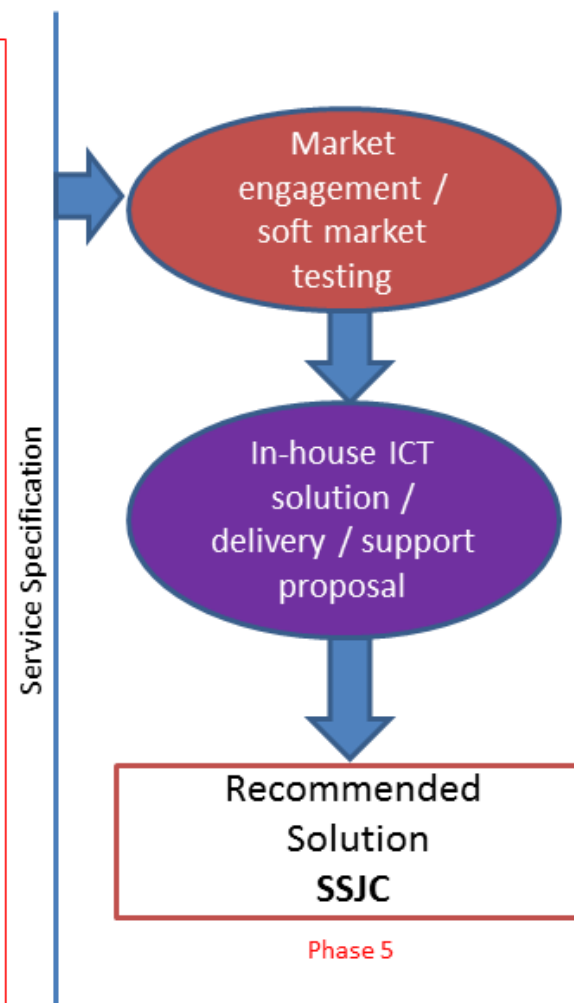 Service Specification
Market
engagement /
soft market
testing
In-house ICT
solution /
delivery / support
proposal
Recommended
Solution
SSJC
Phase 5